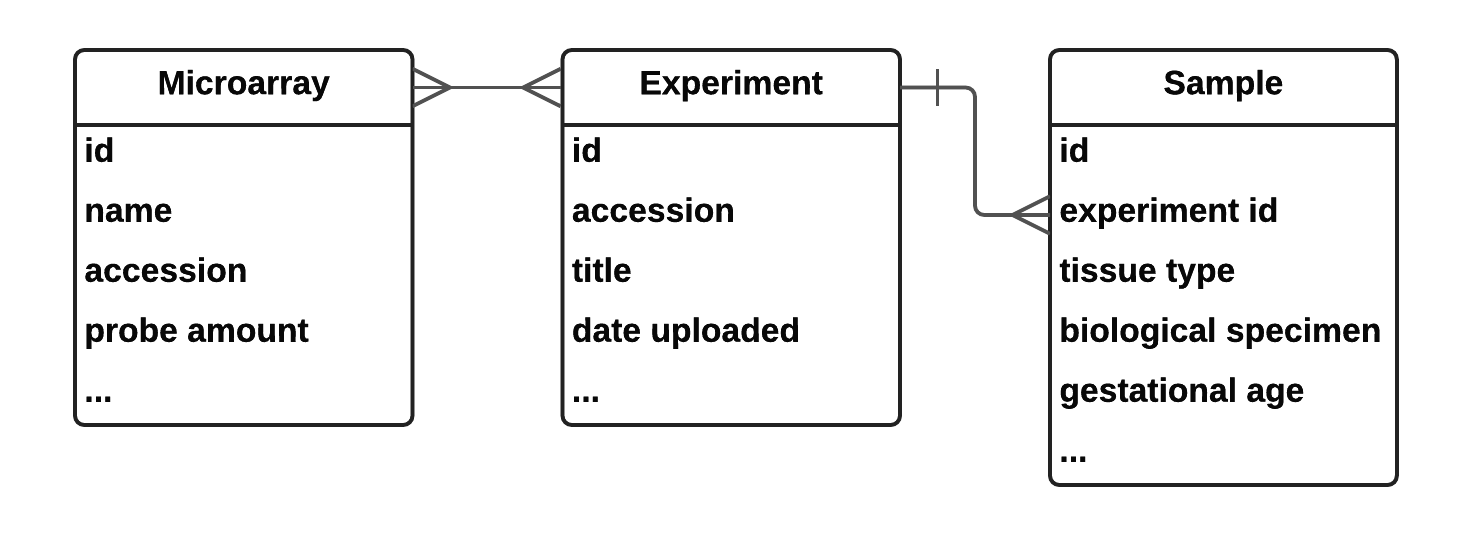 Microarray
id
name
accession
probe amount
...
Experiment
id
accession
title
date uploaded
...
Sample
id
experiment id
tissue type
biological specimen
gestational age
...